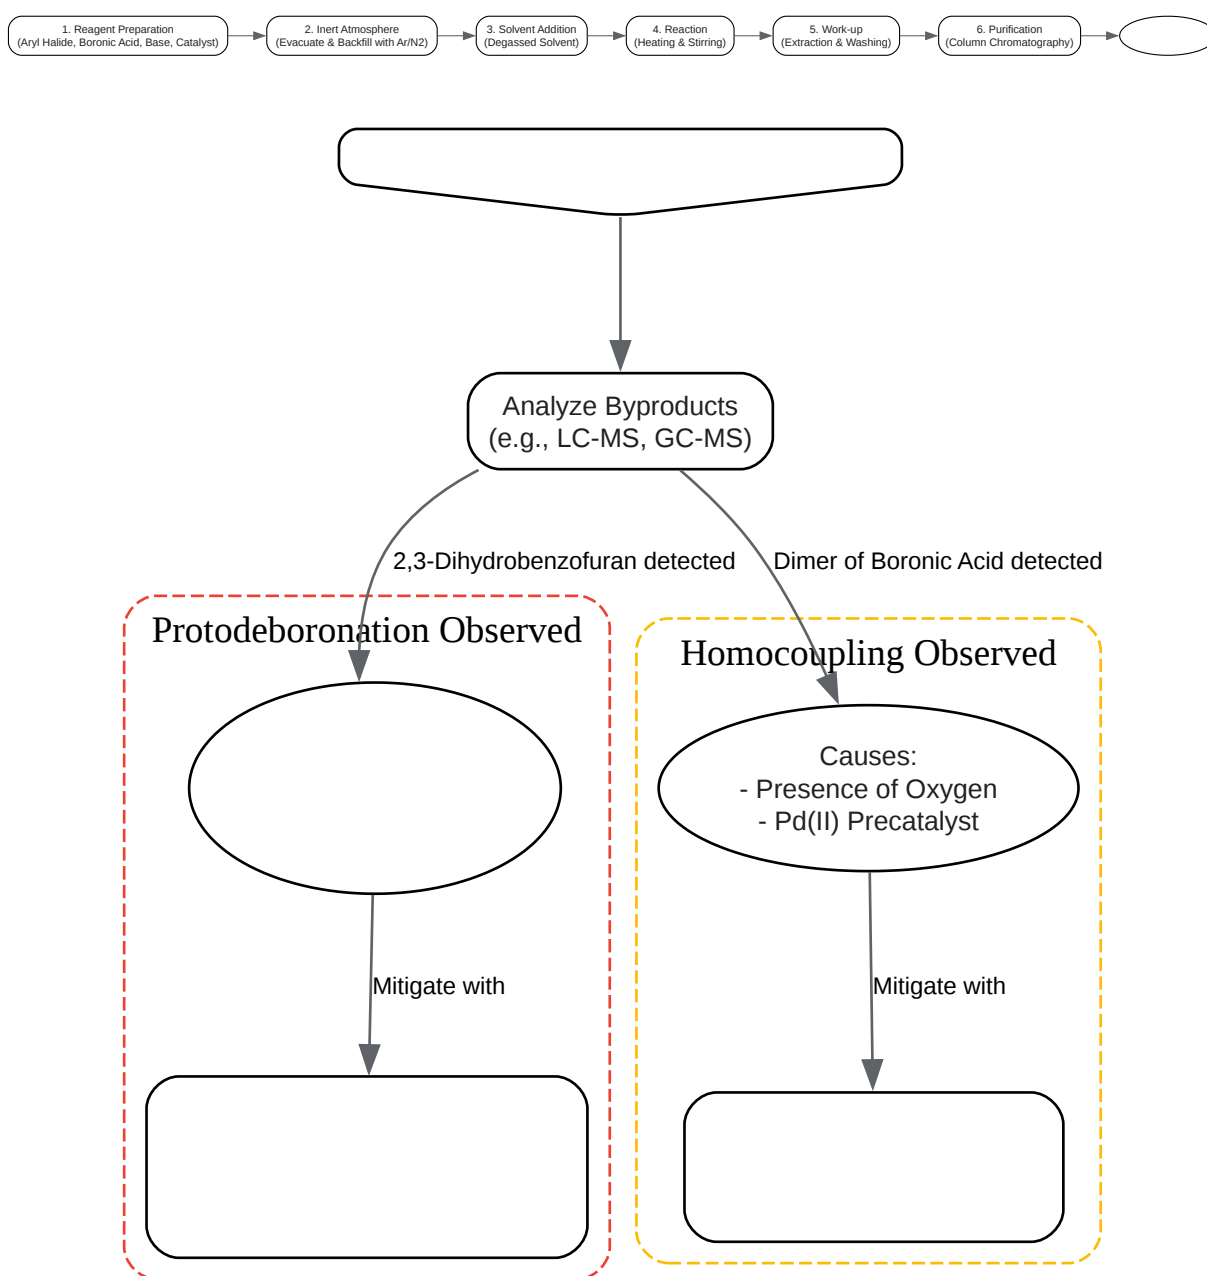 1. Reagent Preparation
(Aryl Halide, Boronic Acid, Base, Catalyst)
2. Inert Atmosphere
(Evacuate & Backfill with Ar/N2)
3. Solvent Addition
(Degassed Solvent)
4. Reaction
(Heating & Stirring)
5. Work-up
(Extraction & Washing)
6. Purification
(Column Chromatography)
Analyze Byproducts
(e.g., LC-MS, GC-MS)
2,3-Dihydrobenzofuran detected
Dimer of Boronic Acid detected
Protodeboronation Observed
Homocoupling Observed
Causes:
- Presence of Oxygen
- Pd(II) Precatalyst
Mitigate with
Mitigate with